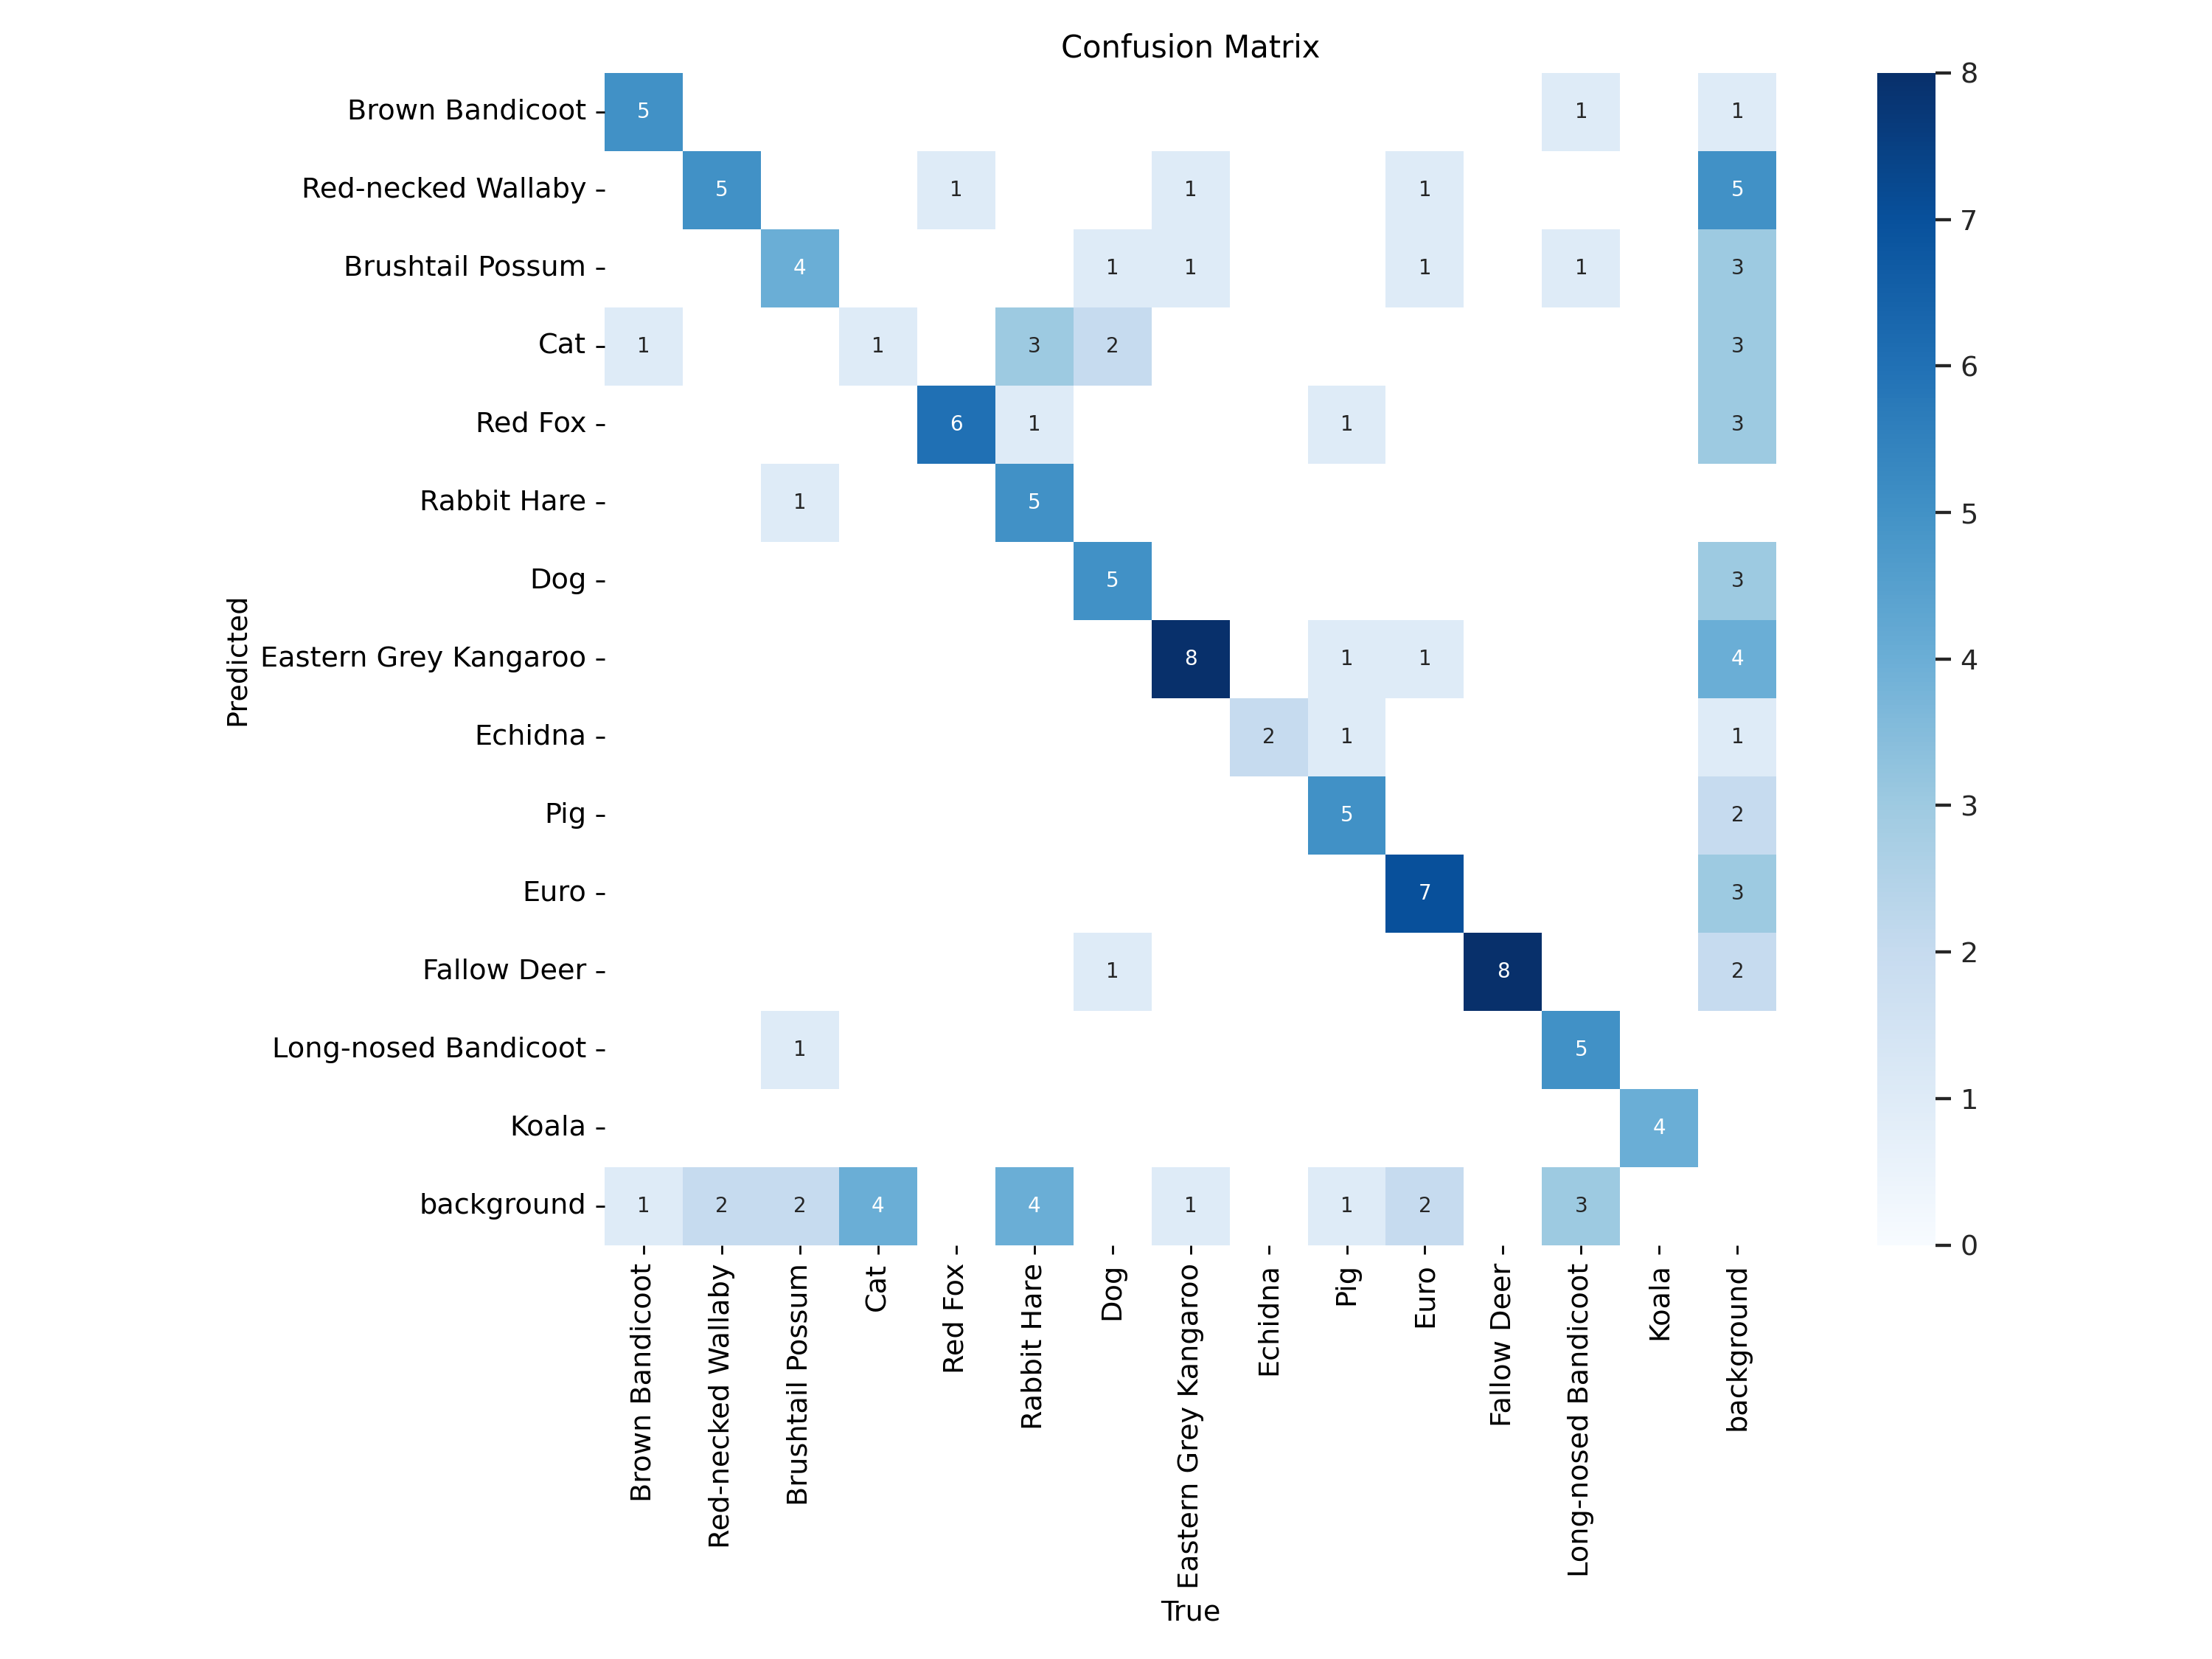 Confusion Matrix
Brown Bandicoot 5 1 1
Red-necked Wallaby 5 1 1 1 5
Brushtail Possum 4 1 1 1 1 3
Cat 1 1 3 2 3
Red Fox 6 1 1 3
Rabbit Hare 1 5
Dog 5 3
Eastern Grey Kangaroo 8 1 1 4
Echidna 2 1 1
Pig 5 2
Euro 7 3
Fallow Deer 1 8 2
Long-nosed Bandicoot 1 5
Koala 4
background 1 2 2 4 4 1 1 2 3
Predicted
Brown Bandicoot
Red-necked Wallaby
Brushtail Possum
Cat
Red Fox
Rabbit Hare
Dog
Eastern Grey Kangaroo
Echidna
Pig
Euro
Fallow Deer
Long-nosed Bandicoot
Koala
background
True
8
7
6
5
4
3
2
1
0